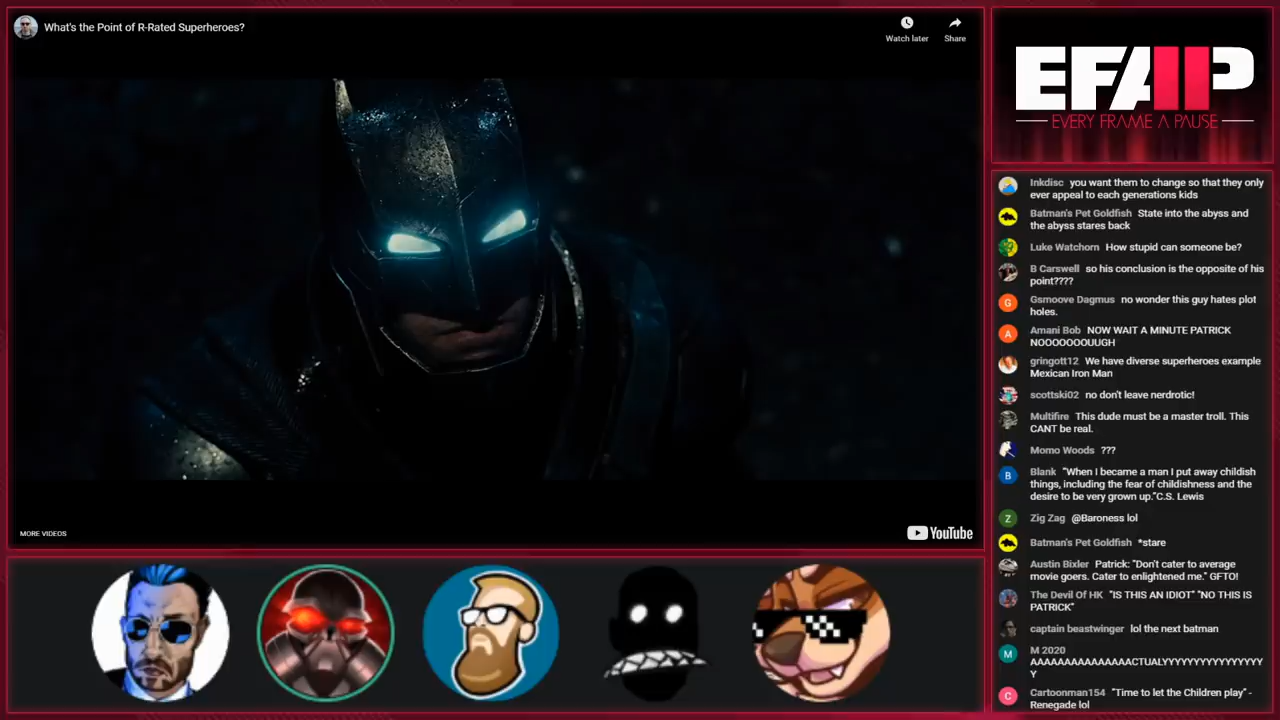 What's the Point of R-Rated Superheroes?
Watch later
Share
MORE VIDEOS
YouTube
EFAP
EVERY FRAME A PAUSE
Inkdisc you want them to change so that they only
ever appeal to each generations kids
Batman's Pet Goldfish State into the abyss and
the abyss stares back
Luke Watchorn How stupid can someone be?
B Carswell so his conclusion is the opposite of his
point????
Gsmoove Dagmus no wonder this guy hates plot
holes.
Amani Bob NOW WAIT A MINUTE PATRICK
NOOOOOOUUGH
gringott12 We have diverse superheroes example
Mexican Iron Man
scottski02 no don't leave nerdrotic!
Multifire This dude must be a master troll. This
CANT be real.
Momo Woods ???
Blank "When I became a man I put away childish
things, including the fear of childishness and the
desire to be very grown up."C.S. Lewis
Zig Zag @Baroness lol
Batman's Pet Goldfish *stare
Austin Bixler Patrick: "Don't cater to average
movie goers. Cater to enlightened me." GFTO!
The Devil Of HK "IS THIS AN IDIOT" "NO THIS IS
PATRICK"
captain beastwinger lol the next batman
M 2020
AAAAAAAAAAAAAAACTUALYYYYYYYYYYYYYYYY
Y
Cartoonman154 "Time to let the Children play" -
Renegade lol
G
A
B
Z
M
C